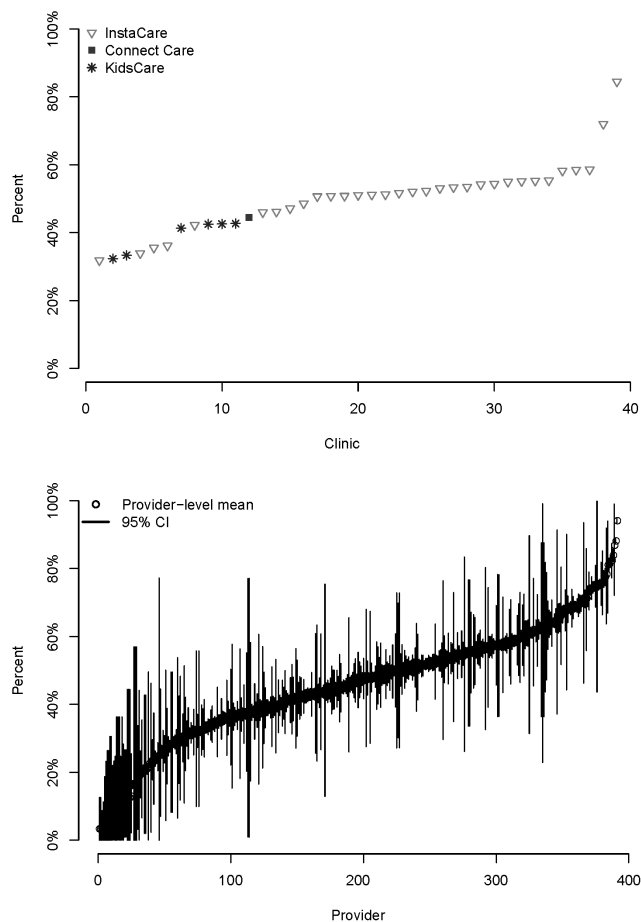 100%
80%
60%
40%
20%
0%
Percent
InstaCare
Connect Care
KidsCare
0 10 20 30 40
Clinic
100%
80%
60%
40%
20%
0%
Percent
Provider-level mean
95% CI
0 100 200 300 400
Provider